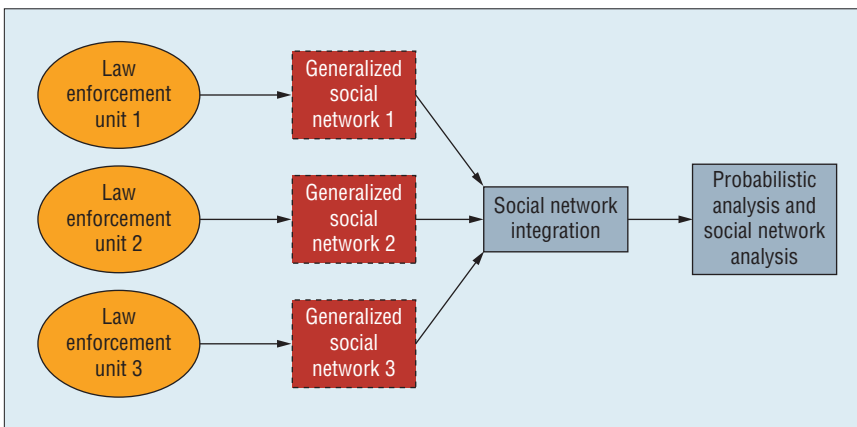 Law
enforcement
unit 1
Generalized
social
network 1
Law
enforcement
unit 2
Generalized
social
network 2
Social network
integration
Probabilistic
analysis and
social network
analysis
Law
enforcement
unit 3
Generalized
social
network 3